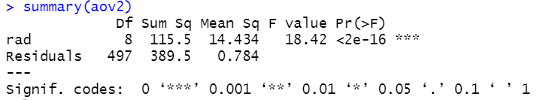 > summary(aov2)
             Df Sum Sq Mean Sq F value Pr(>F)
rad           8  115.5  14.434   18.42 <2e-16 ***
Residuals   497  389.5   0.784
---
Signif. codes:  0 ‘***’ 0.001 ‘**’ 0.01 ‘*’ 0.05 ‘.’ 0.1 ‘ ’ 1